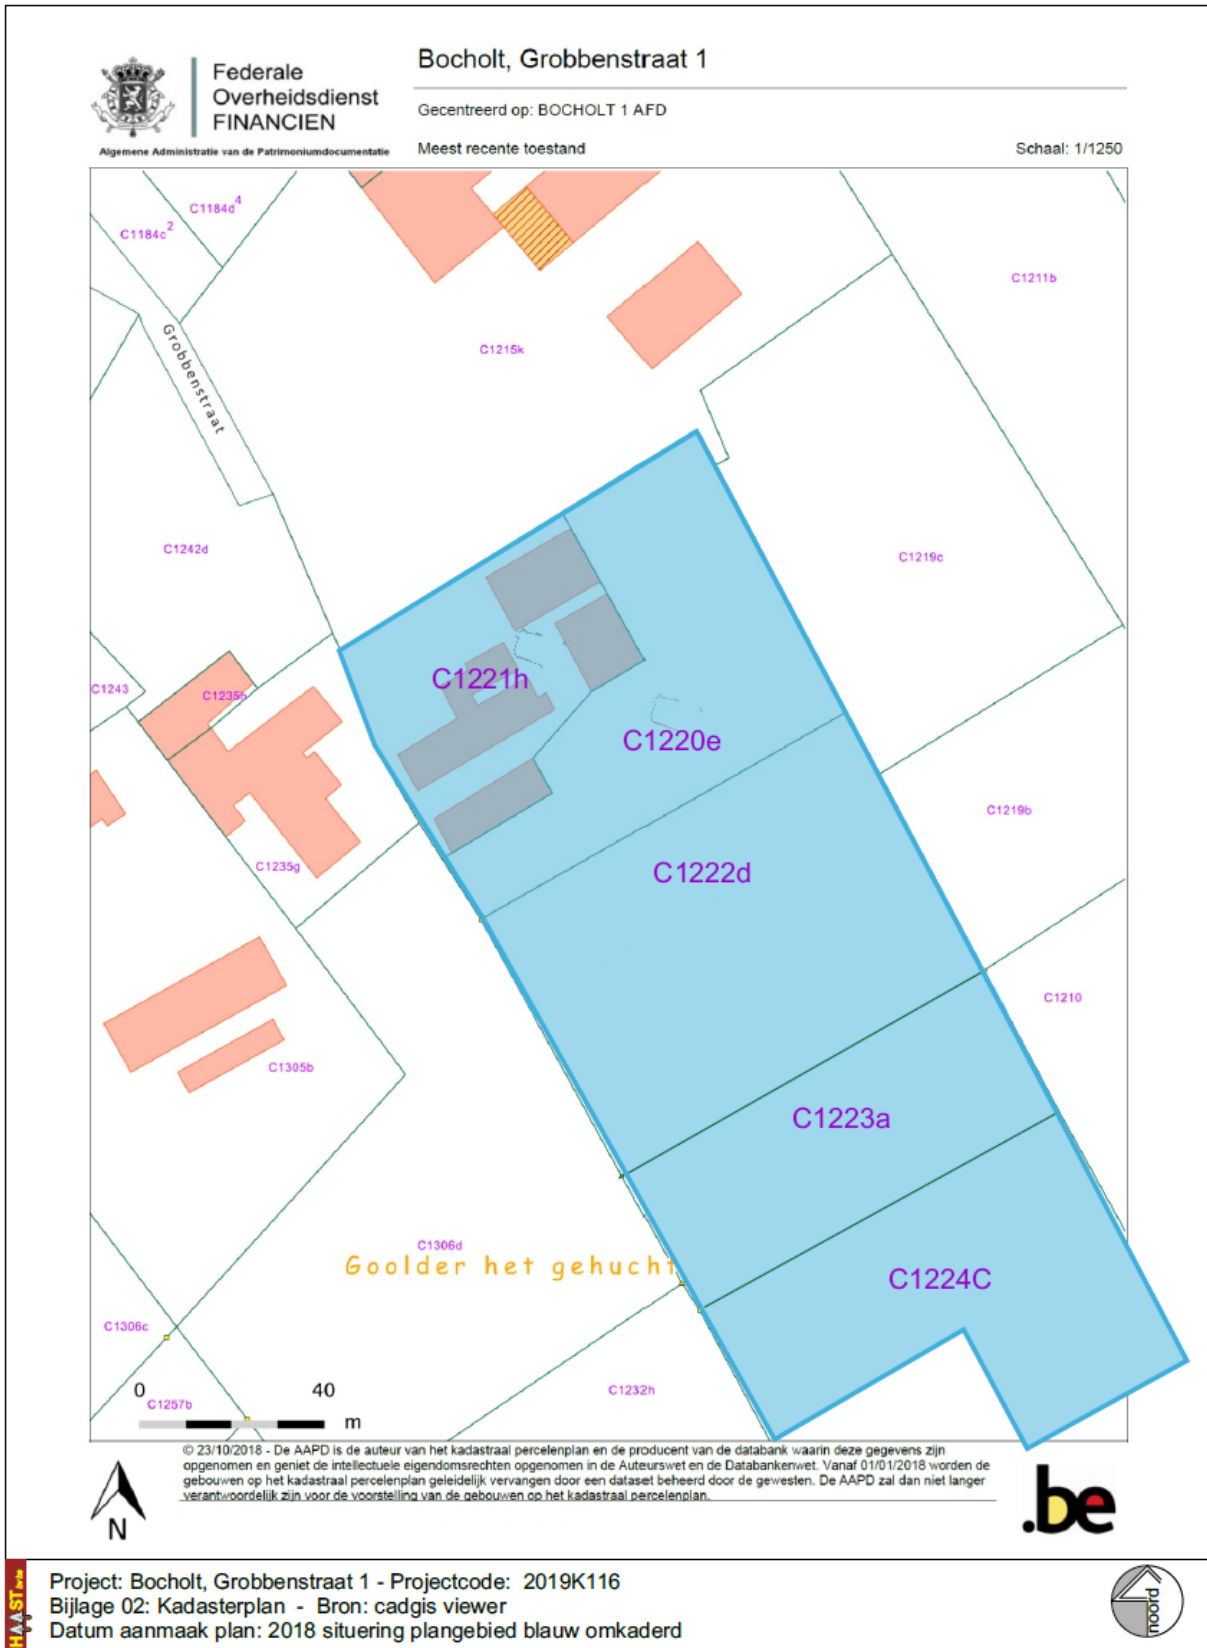 Federale
Overheidsdienst
FINANCIEN
Algemene Administratie van de Patrimoniumdocumentatie
Bocholt, Grobbenstraat 1
Gecentreerd op: BOCHOLT 1 AFD
Meest recente toestand
Schaal: 1/1250
C1184d4
C1184c2
C1211b
Grobbenstraat
C1215k
C1242d
C1219c
C1243
C1235h
C1221h
C1220e
C1219b
C1235g
C1222d
C1210
C1305b
C1223a
C1306d
Goolder het gehucht
C1224C
C1306c
0 40
m
C1257b
C1232h
© 23/10/2018 - De AAPD is de auteur van het kadastraal percelenplan en de producent van de databank waarin deze gegevens zijn
opgenomen en geniet de intellectuele eigendomsrechten opgenomen in de Auteurswet en de Databankenwet. Vanaf 01/01/2018 worden de
gebouwen op het kadastraal percelenplan geleidelijk vervangen door een dataset beheerd door de gewesten. De AAPD zal dan niet langer
verantwoordelijk zijn voor de voorstelling van de gebouwen op het kadastraal percelenplan.
N
.be
HAAST bvba
Project: Bocholt, Grobbenstraat 1 - Projectcode: 2019K116
Bijlage 02: Kadasterplan - Bron: cadgis viewer
Datum aanmaak plan: 2018 situering plangebied blauw omkaderd
noord